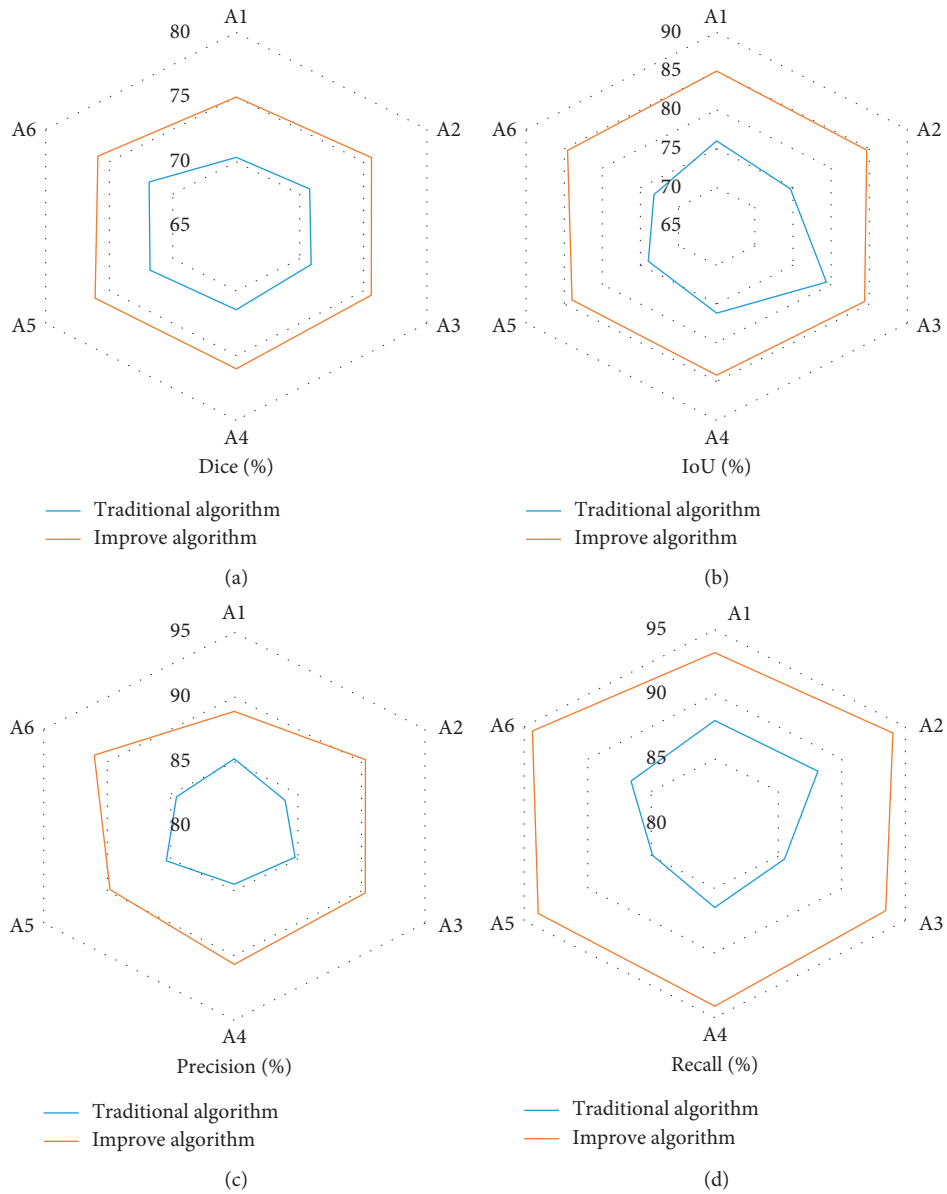 A1
80
75
A6
A2
70
65
A5
A3
A4
Dice (%)
Traditional algorithm
Improve algorithm
(a)
A1
90
85
80
A6
A2
75
70
65
A5
A3
A4
IoU (%)
Traditional algorithm
Improve algorithm
(b)
A1
95
90
A6
A2
85
80
A5
A3
A4
Precision (%)
Traditional algorithm
Improve algorithm
(c)
A1
95
90
A6
A2
85
80
A5
A3
A4
Recall (%)
Traditional algorithm
Improve algorithm
(d)